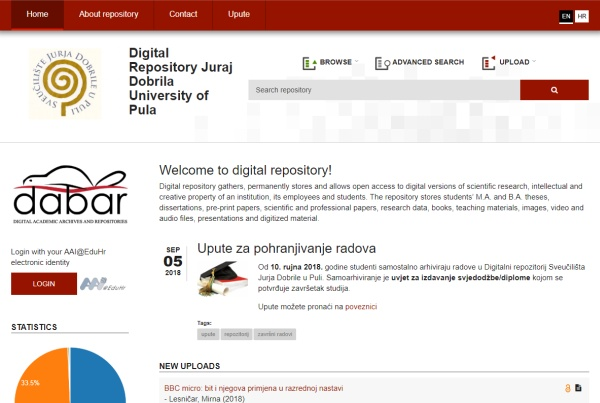 Home About repository Contact Upute
EN HR
SVEUČILIŠTE JURJA DOBRILE U PULI
Digital
Repository Juraj
Dobrila
University of
Pula
BROWSE ADVANCED SEARCH UPLOAD
Search repository
dabar
DIGITAL ACADEMIC ARCHIVES AND REPOSITORIES
Login with your AAI@EduHr
electronic identity
LOGIN
AAI@EduHr
STATISTICS
33.5%
Welcome to digital repository!
Digital repository gathers, permanently stores and allows open access to digital versions of scientific research, intellectual and
creative property of an institution, its employees and students. The repository stores students' M.A. and B.A. theses,
dissertations, pre-print papers, scientific and professional papers, research data, books, teaching materials, images, video and
audio files, presentations and digitized material.
SEP
05
2018
Upute za pohranjivanje radova
Od 10. rujna 2018. godine studenti samostalno arhiviraju radove u Digitalni repozitorij Sveučilišta
Jurja Dobrile u Puli. Samoarhiviranje je uvjet za izdavanje svjedodžbe/diplome kojom se
potvrđuje završetak studija.
Upute možete pronaći na poveznici
Tags:
upute repozitorij završni radovi
NEW UPLOADS
BBC micro: bit i njegova primjena u razrednoj nastavi
- Lesničar, Mirna (2018)